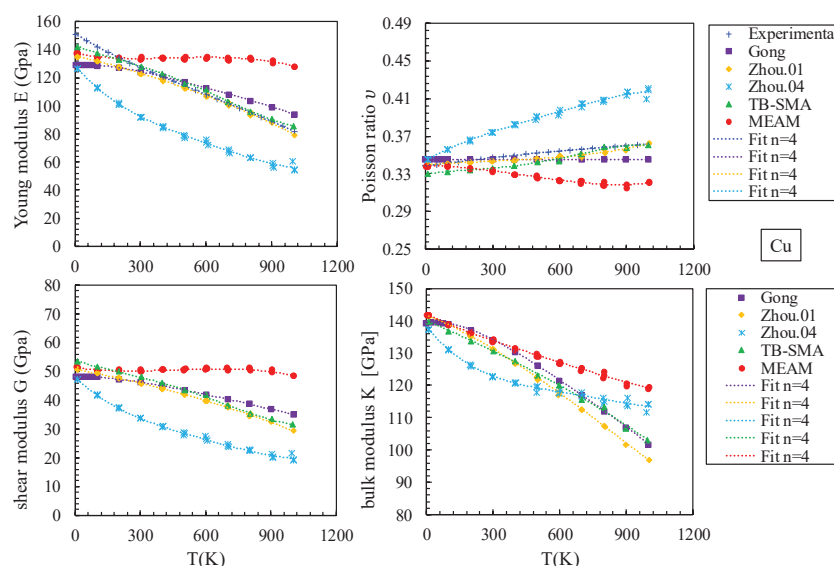 Young modulus E (Gpa)
160
140
120
100
80
60
40
20
0
0 300 600 900 1200
Poisson ratio υ
0.49
0.45
0.41
0.37
0.33
0.29
0.25
0 300 600 900 1200
Experimenta
Gong
Zhou.01
Zhou.04
TB-SMA
MEAM
Fit n=4
Fit n=4
Fit n=4
Fit n=4
Cu
shear modulus G (Gpa)
100
90
80
70
60
50
40
30
20
10
0
0 300 600 900 1200
T(K)
bulk modulus K [GPa]
150
140
130
120
110
100
90
80
0 300 600 900 1200
T(K)
Gong
Zhou.01
Zhou.04
TB-SMA
MEAM
Fit n=4
Fit n=4
Fit n=4
Fit n=4
Fit n=4